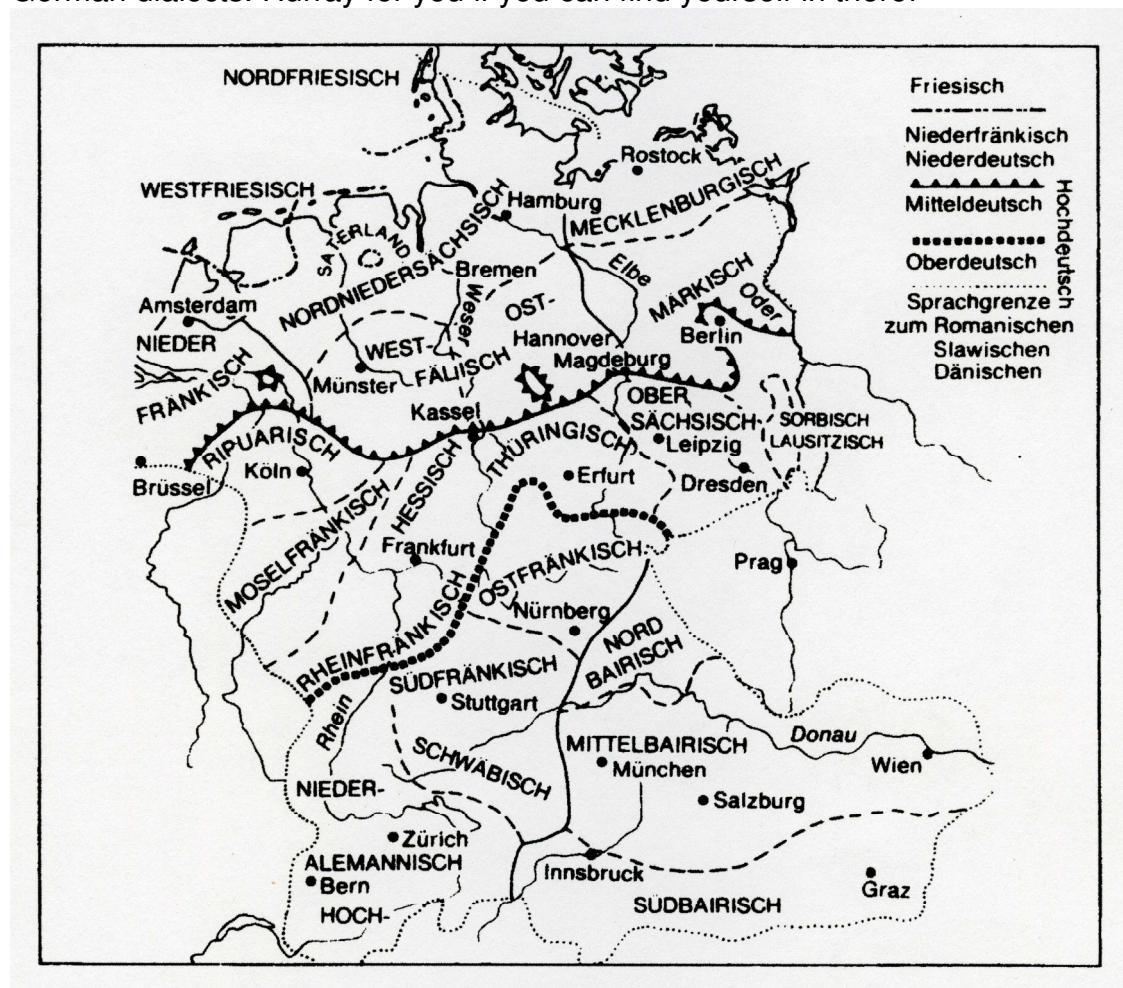 German dialects. Hurray for you if you can find yourself in there!
NORDFRIESISCH
Friesisch
Niederfränkisch
Niederdeutsch
Mitteldeutsch
Oberdeutsch
Hochdeutsch
Sprachgrenze
zum Romanischen
Slawischen
Dänischen
Rostock
WESTFRIESISCH
Hamburg
MECKLENBURGISCH
SATERLAND
NORDNIEDERSÄCHSISCH
Bremen
Elbe
Weser
MÄRKISCH
Oder
Amsterdam
NIEDER
FRÄNKISCH
OST-
WEST-
FÄLIISCH
Hannover
Magdeburg
Berlin
Münster
Kassel
OBER
SÄCHSISCH
Leipzig
SORBISCH
LAUSITZISCH
RIPUARISCH
Köln
Brüssel
HESSISCH
THÜRINGISCH
Erfurt
Dresden
MOSELFRÄNKISCH
Frankfurt
OSTFRÄNKISCH
Prag
RHEINFRÄNKISCH
Nürnberg
NORD
BAIRISCH
SÜDFRÄNKISCH
Stuttgart
Rhein
SCHWÄBISCH
MITTELBAIRISCH
München
Donau
Wien
NIEDER-
Salzburg
Zürich
ALEMANNISCH
Bern
HOCH-
Innsbruck
SÜDBAIRISCH
Graz